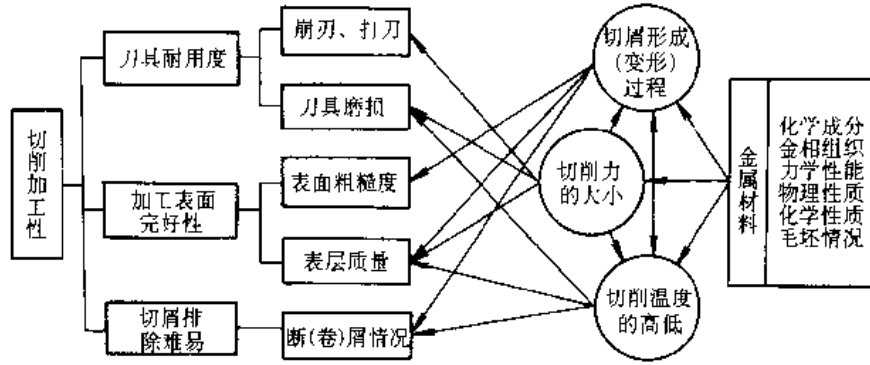 切削加工性
刀具耐用度
加工表面
完好性
切屑排
除难易
崩刃、打刀
刀具磨损
表面粗糙度
表层质量
断(卷)屑情况
切屑形成
(变形)
过程
切削力
的大小
切削温度
的高低
金属材料
化学成分
金相组织
力学性能
物理性质
化学性质
毛坯情况